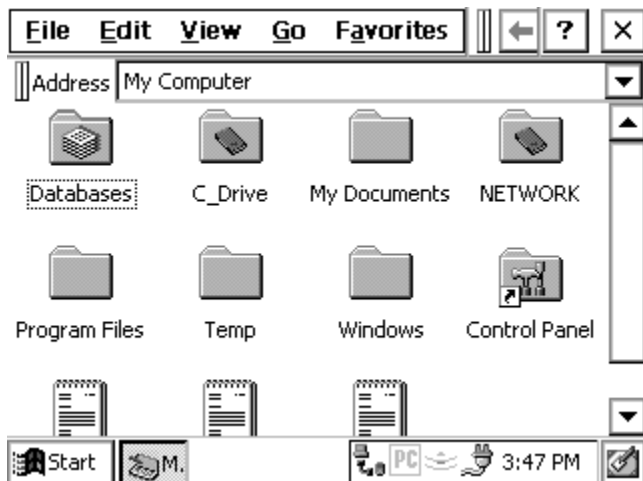 File Edit View Go Favorites ?
Address My Computer
Databases C_Drive My Documents NETWORK
Program Files Temp Windows Control Panel
Start M. PC 3:47 PM